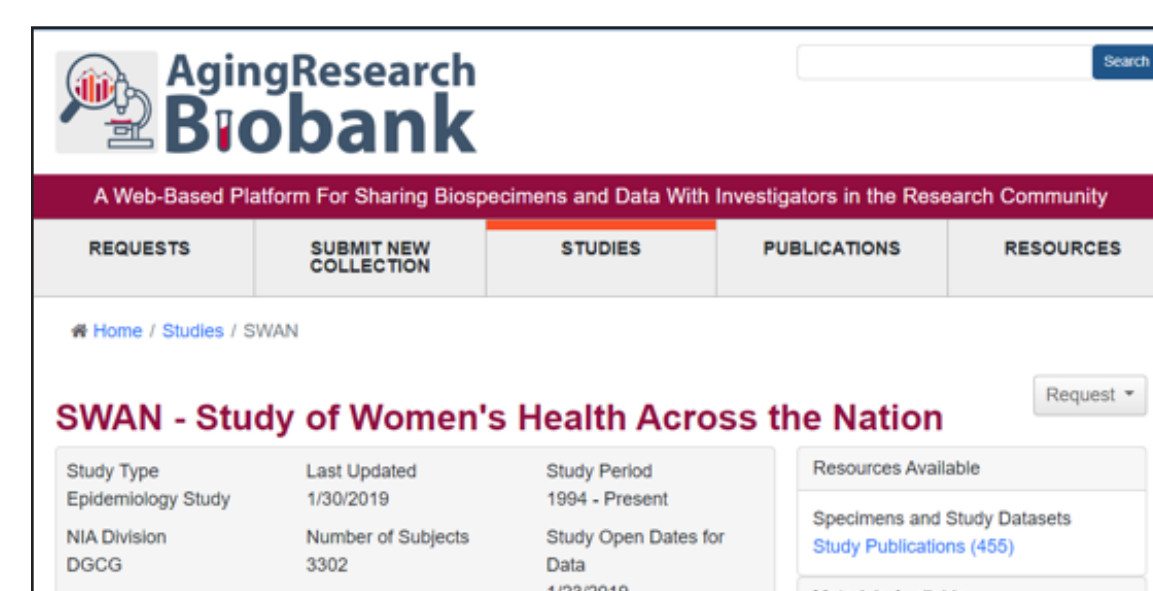 AgingResearch
Biobank
Search
A Web-Based Platform For Sharing Biospecimens and Data With Investigators in the Research Community
REQUESTS
SUBMIT NEW
COLLECTION
STUDIES
PUBLICATIONS
RESOURCES
Home / Studies / SWAN
Request
SWAN - Study of Women's Health Across the Nation
Study Type
Epidemiology Study
Last Updated
1/30/2019
Study Period
1994 - Present
NIA Division
DGCG
Number of Subjects
3302
Study Open Dates for
Data
1/23/2019
Resources Available
Specimens and Study Datasets
Study Publications (455)